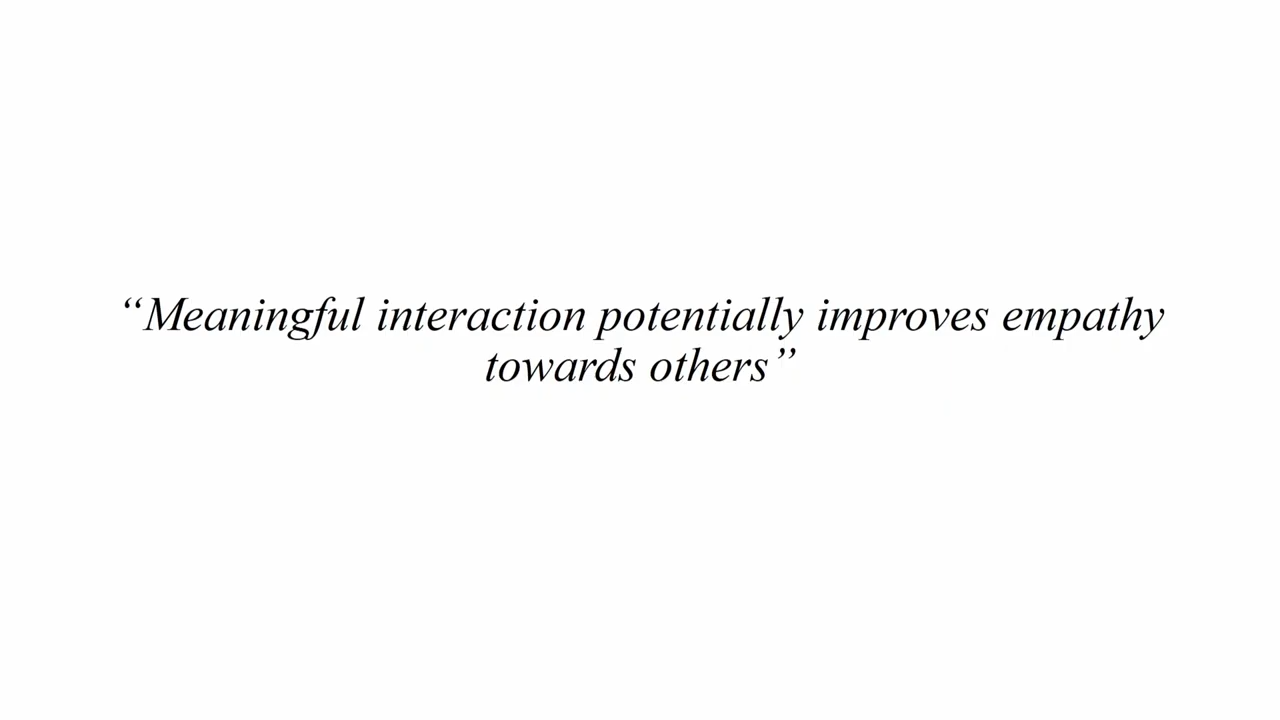 “Meaningful interaction potentially improves empathy
towards others”